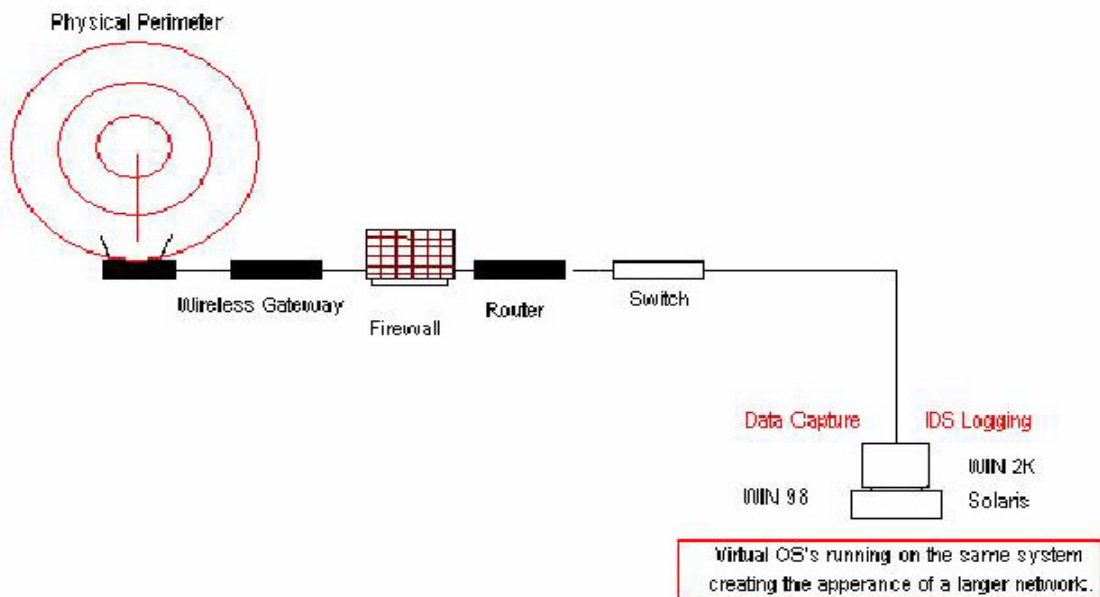 Physical Perimeter
Wireless Gateway
Firewall
Router
Switch
Data Capture
IDS Logging
WIN 2K
WIN 98
Solaris
Virtual OS's running on the same system
creating the apperance of a larger network.